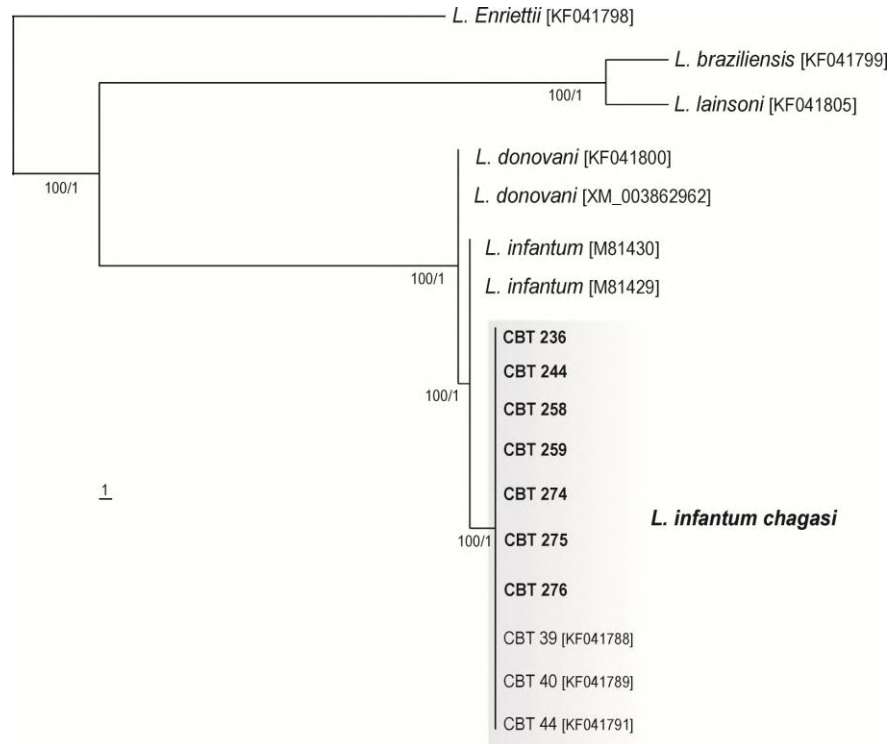 L. Enriettii [KF041798]
L. braziliensis [KF041799]
100/1
L. lainsoni [KF041805]
L. donovani [KF041800]
100/1
L. donovani [XM_003862962]
L. infantum [M81430]
100/1
L. infantum [M81429]
CBT 236
CBT 244
100/1
CBT 258
CBT 259
1
CBT 274
L. infantum chagasi
100/1
CBT 275
CBT 276
CBT 39 [KF041788]
CBT 40 [KF041789]
CBT 44 [KF041791]